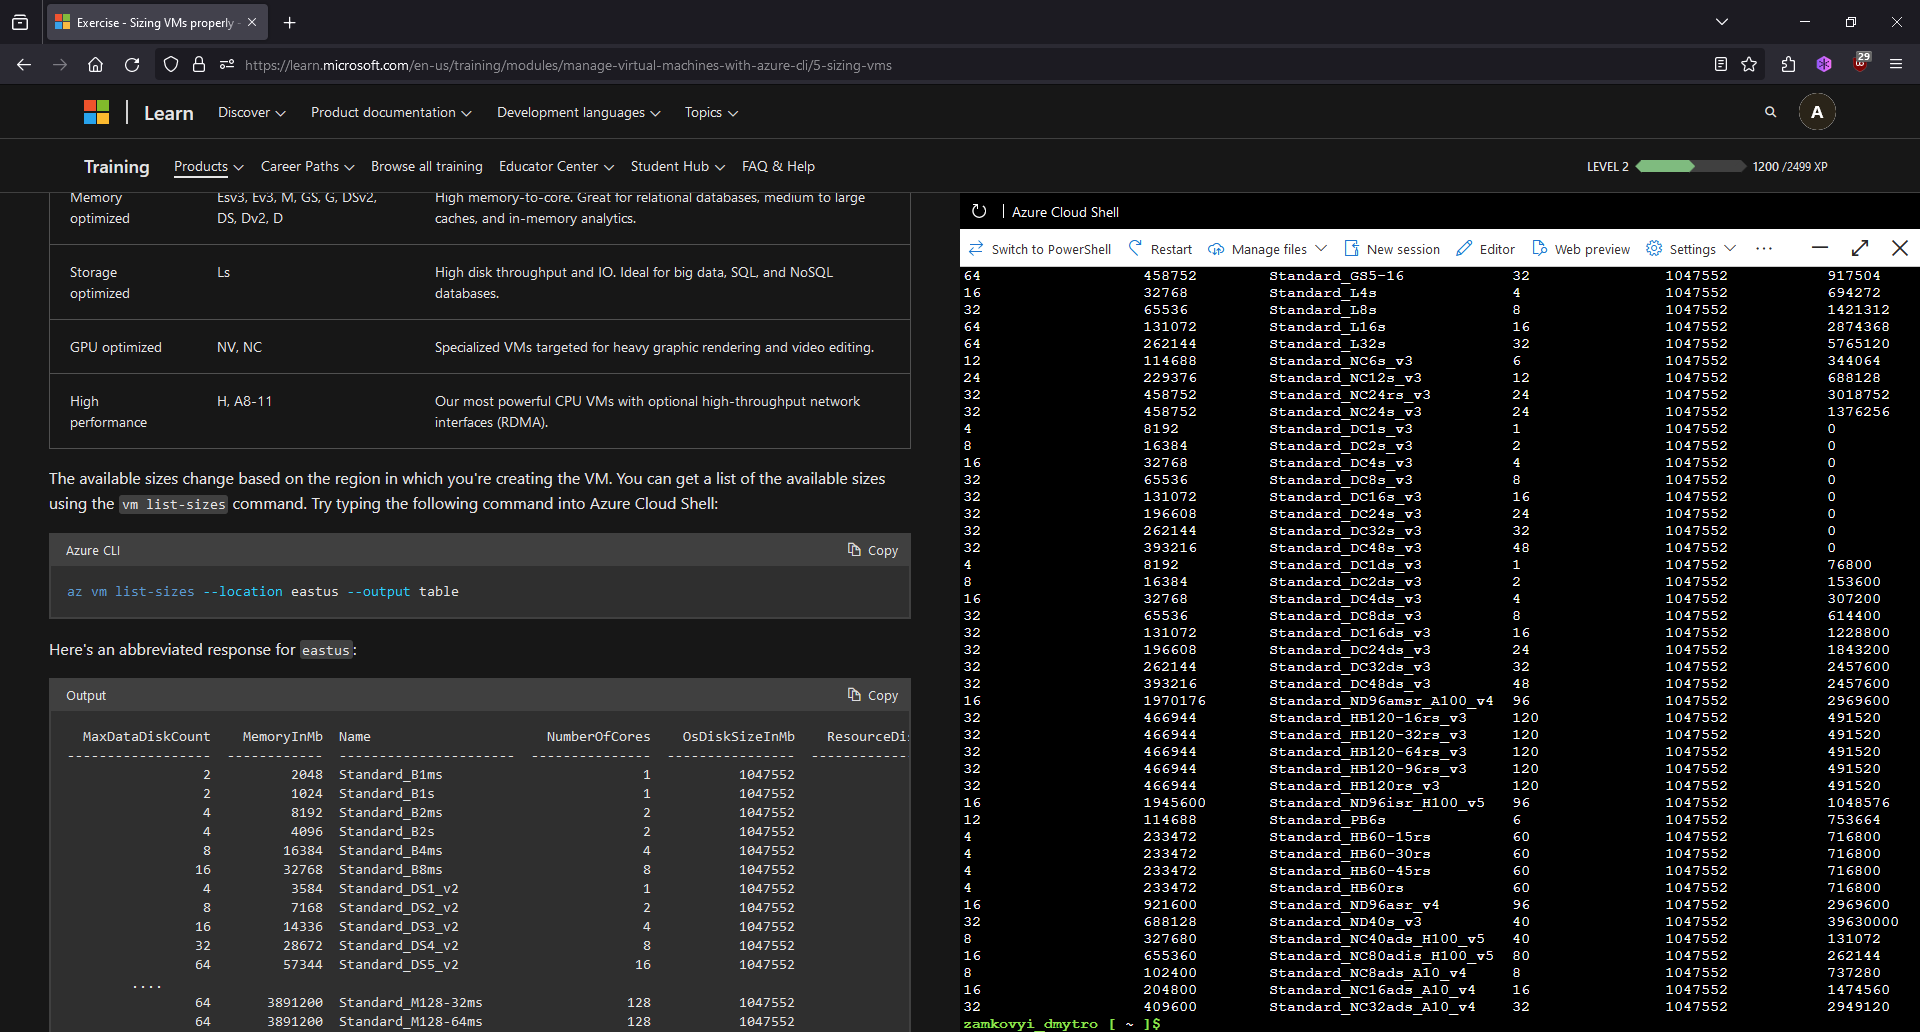 Exercise - Sizing VMs properly -
29
https://learn.microsoft.com/en-us/training/modules/manage-virtual-machines-with-azure-cli/5-sizing-vms
Learn
Discover
Product documentation
Development languages
Topics
A
Training
Products
Career Paths
Browse all training
Educator Center
Student Hub
FAQ & Help
LEVEL 2
1200 /2499 XP
Memory optimized
Esv3, Ev3, M, GS, G, DSv2, DS, Dv2, D
High memory-to-core. Great for relational databases, medium to large caches, and in-memory analytics.
Storage optimized
Ls
High disk throughput and IO. Ideal for big data, SQL, and NoSQL databases.
GPU optimized
NV, NC
Specialized VMs targeted for heavy graphic rendering and video editing.
High performance
H, A8-11
Our most powerful CPU VMs with optional high-throughput network interfaces (RDMA).
The available sizes change based on the region in which you're creating the VM. You can get a list of the available sizes
using the vm list-sizes command. Try typing the following command into Azure Cloud Shell:
Azure CLI
Copy
az vm list-sizes --location eastus --output table
Here's an abbreviated response for eastus:
Output
Copy
MaxDataDiskCount MemoryInMb Name NumberOfCores OsDiskSizeInMb ResourceDi
------------------ ------------ ---------------------- --------------- ---------------- ------------
2 2048 Standard_B1ms 1 1047552
2 1024 Standard_B1s 1 1047552
4 8192 Standard_B2ms 2 1047552
4 4096 Standard_B2s 2 1047552
8 16384 Standard_B4ms 4 1047552
16 32768 Standard_B8ms 8 1047552
4 3584 Standard_DS1_v2 1 1047552
8 7168 Standard_DS2_v2 2 1047552
16 14336 Standard_DS3_v2 4 1047552
32 28672 Standard_DS4_v2 8 1047552
64 57344 Standard_DS5_v2 16 1047552
....
64 3891200 Standard_M128-32ms 128 1047552
64 3891200 Standard_M128-64ms 128 1047552
Azure Cloud Shell
Switch to PowerShell
Restart
Manage files
New session
Editor
Web preview
Settings
64 458752 Standard_GS5-16 32 1047552 917504
16 32768 Standard_L4s 4 1047552 694272
32 65536 Standard_L8s 8 1047552 1421312
64 131072 Standard_L16s 16 1047552 2874368
64 262144 Standard_L32s 32 1047552 5765120
12 114688 Standard_NC6s_v3 6 1047552 344064
24 229376 Standard_NC12s_v3 12 1047552 688128
32 458752 Standard_NC24rs_v3 24 1047552 3018752
32 458752 Standard_NC24s_v3 24 1047552 1376256
4 8192 Standard_DC1s_v3 1 1047552 0
8 16384 Standard_DC2s_v3 2 1047552 0
16 32768 Standard_DC4s_v3 4 1047552 0
32 65536 Standard_DC8s_v3 8 1047552 0
32 131072 Standard_DC16s_v3 16 1047552 0
32 196608 Standard_DC24s_v3 24 1047552 0
32 262144 Standard_DC32s_v3 32 1047552 0
32 393216 Standard_DC48s_v3 48 1047552 0
4 8192 Standard_DC1ds_v3 1 1047552 76800
8 16384 Standard_DC2ds_v3 2 1047552 153600
16 32768 Standard_DC4ds_v3 4 1047552 307200
32 65536 Standard_DC8ds_v3 8 1047552 614400
32 131072 Standard_DC16ds_v3 16 1047552 1228800
32 196608 Standard_DC24ds_v3 24 1047552 1843200
32 262144 Standard_DC32ds_v3 32 1047552 2457600
32 393216 Standard_DC48ds_v3 48 1047552 2457600
16 1970176 Standard_ND96amsr_A100_v4 96 1047552 2969600
32 466944 Standard_HB120-16rs_v3 120 1047552 491520
32 466944 Standard_HB120-32rs_v3 120 1047552 491520
32 466944 Standard_HB120-64rs_v3 120 1047552 491520
32 466944 Standard_HB120-96rs_v3 120 1047552 491520
32 466944 Standard_HB120rs_v3 120 1047552 491520
16 1945600 Standard_ND96isr_H100_v5 96 1047552 1048576
12 114688 Standard_PB6s 6 1047552 753664
4 233472 Standard_HB60-15rs 60 1047552 716800
4 233472 Standard_HB60-30rs 60 1047552 716800
4 233472 Standard_HB60-45rs 60 1047552 716800
4 233472 Standard_HB60rs 60 1047552 716800
16 921600 Standard_ND96asr_v4 96 1047552 2969600
32 688128 Standard_ND40s_v3 40 1047552 39630000
8 327680 Standard_NC40ads_H100_v5 40 1047552 131072
16 655360 Standard_NC80adis_H100_v5 80 1047552 262144
8 102400 Standard_NC8ads_A10_v4 8 1047552 737280
16 204800 Standard_NC16ads_A10_v4 16 1047552 1474560
32 409600 Standard_NC32ads_A10_v4 32 1047552 2949120
zamkovyi_dmytro [ ~ ]$